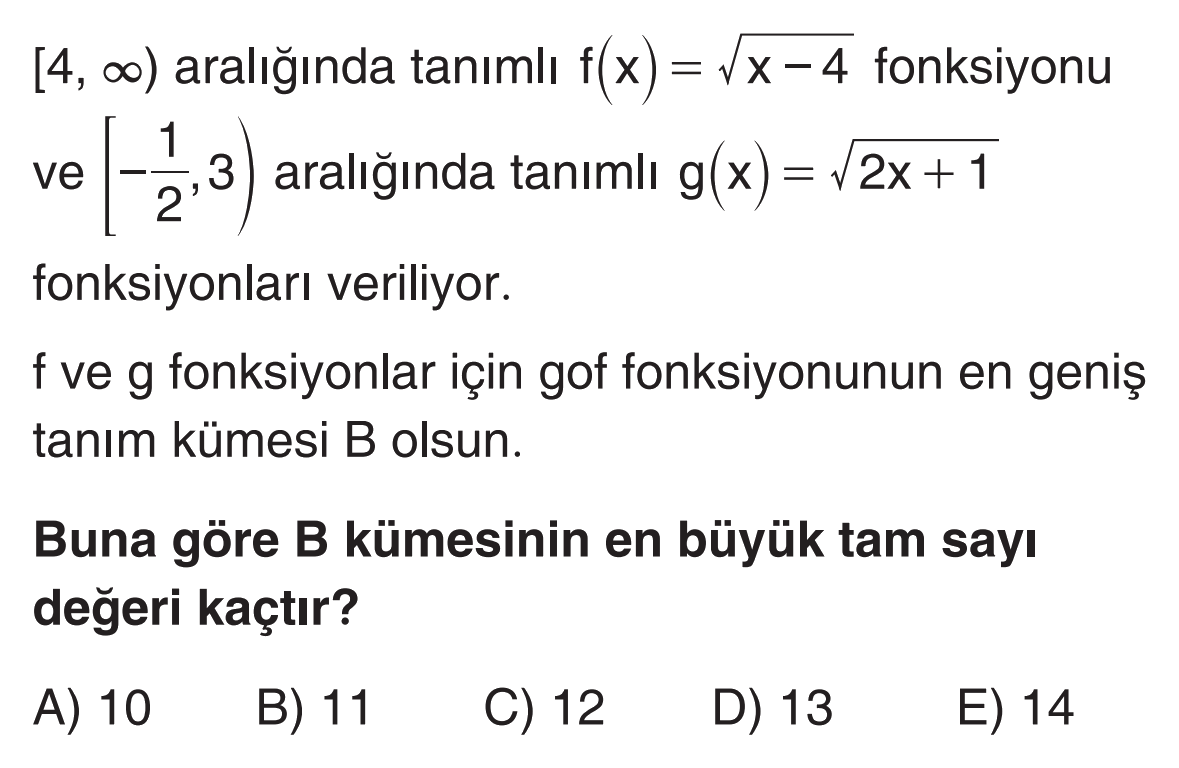 [4, ∞) aralığında tanımlı f(x) = √x − 4 fonksiyonu
ve [−1/2, 3) aralığında tanımlı g(x) = √2x + 1
fonksiyonları veriliyor.
f ve g fonksiyonlar için gof fonksiyonunun en geniş
tanım kümesi B olsun.
Buna göre B kümesinin en büyük tam sayı
değeri kaçtır?
A) 10 B) 11 C) 12 D) 13 E) 14